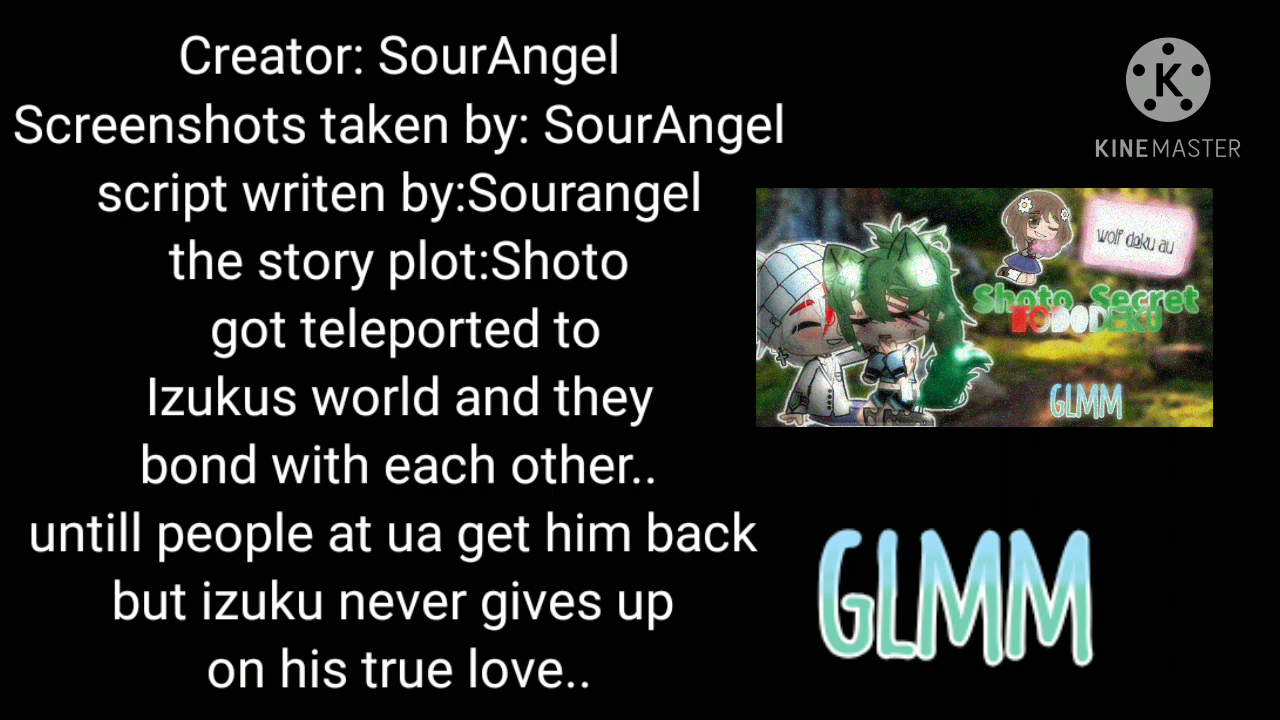 Creator: SourAngel
Screenshots taken by: SourAngel
script writen by:Sourangel
the story plot:Shoto
got teleported to
Izukus world and they
bond with each other..
untill people at ua get him back
but izuku never gives up
on his true love..
K
KINEMASTER
wolf deku au
Shoto Secret
TODODEKU
GLMM
GLMM